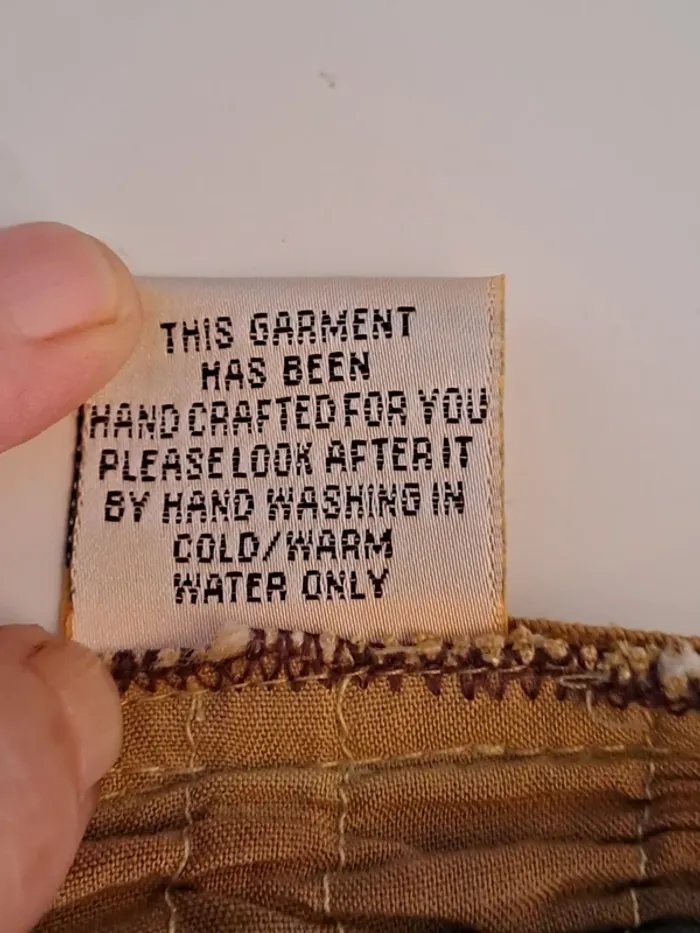 THIS GARMENT
HAS BEEN
HAND CRAFTED FOR YOU
PLEASE LOOK AFTER IT
BY HAND WASHING IN
COLD/WARM
WATER ONLY